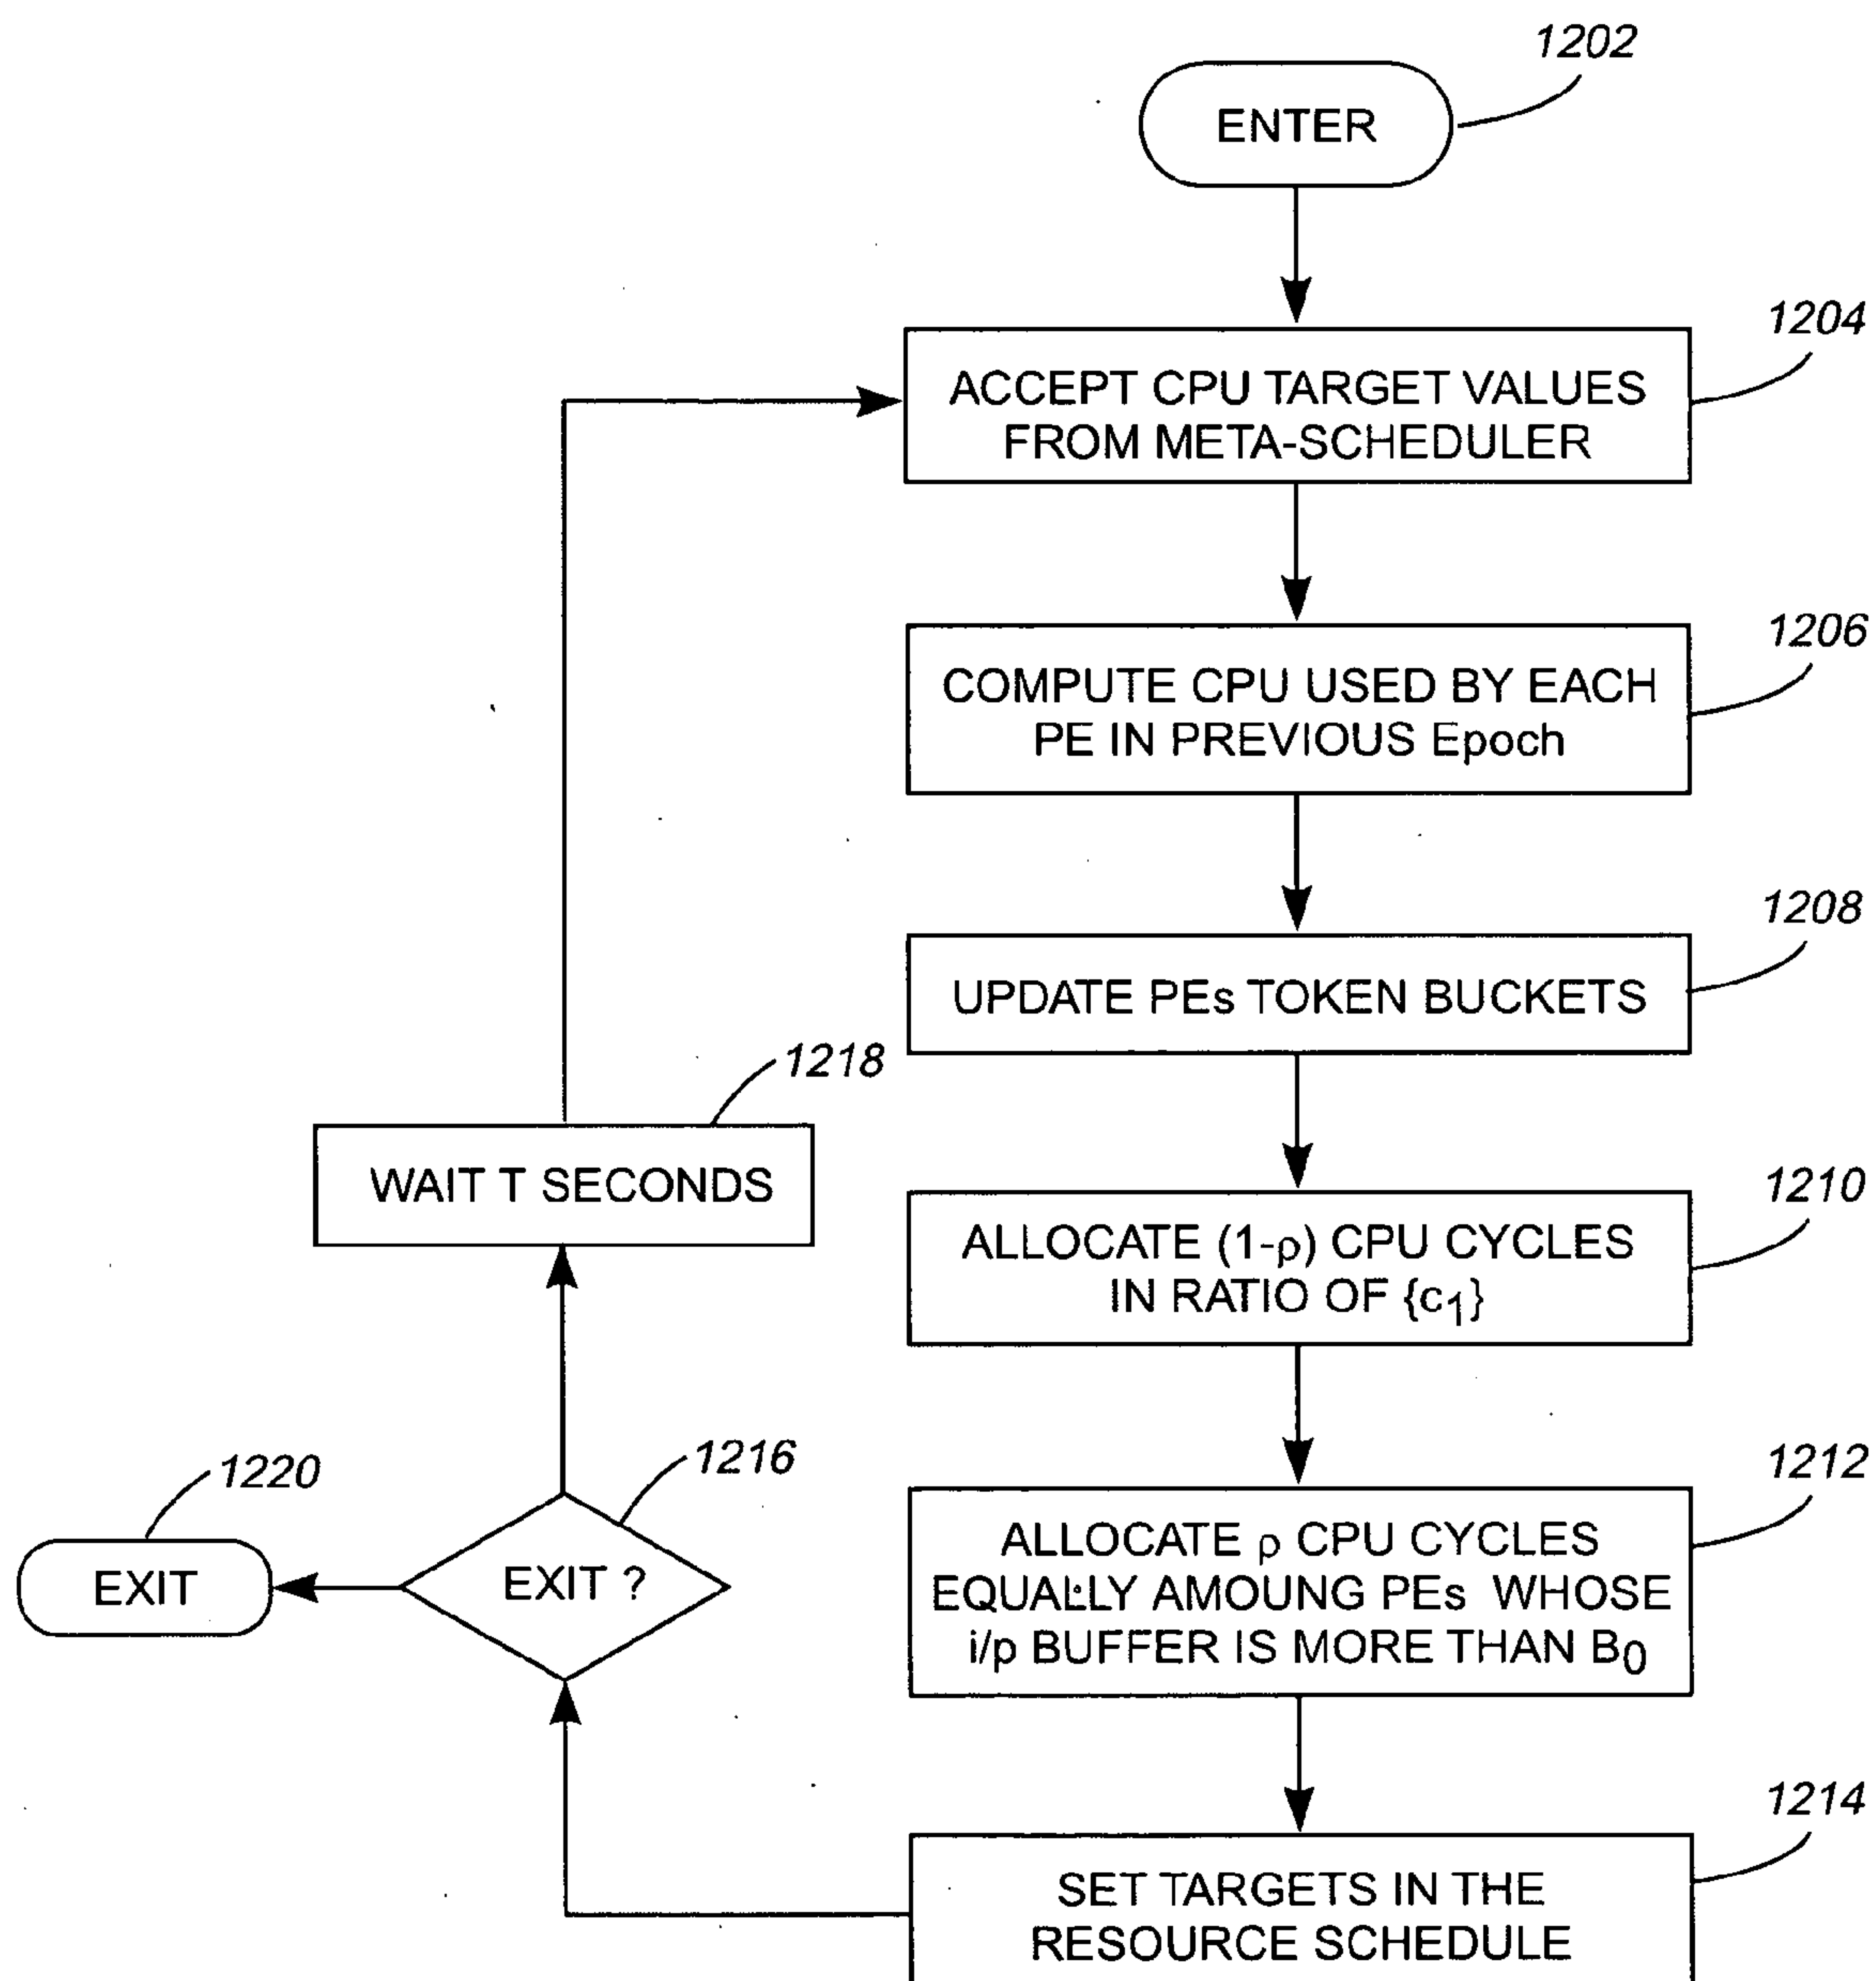 1202
ENTER
1204
ACCEPT CPU TARGET VALUES
FROM META-SCHEDULER
1206
COMPUTE CPU USED BY EACH
PE IN PREVIOUS Epoch
1208
UPDATE PEs TOKEN BUCKETS
1218
WAIT T SECONDS
1210
ALLOCATE (1-ρ) CPU CYCLES
IN RATIO OF {c₁}
1212
ALLOCATE ρ CPU CYCLES
EQUALLY AMOUNG PEs WHOSE
i/p BUFFER IS MORE THAN B₀
1216
EXIT ?
1220
EXIT
1214
SET TARGETS IN THE
RESOURCE SCHEDULE